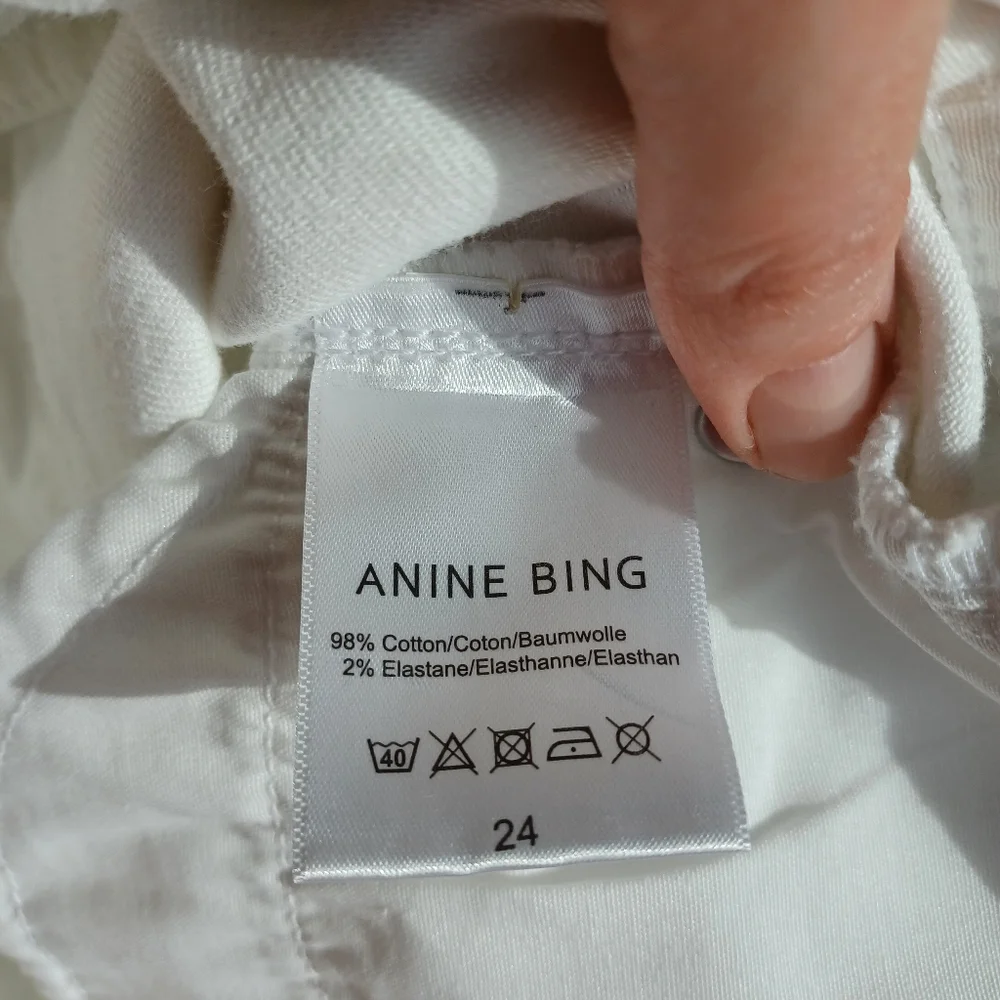 ANINE BING
98% Cotton/Coton/Baumwolle
2% Elastane/Elasthanne/Elasthan
40
24